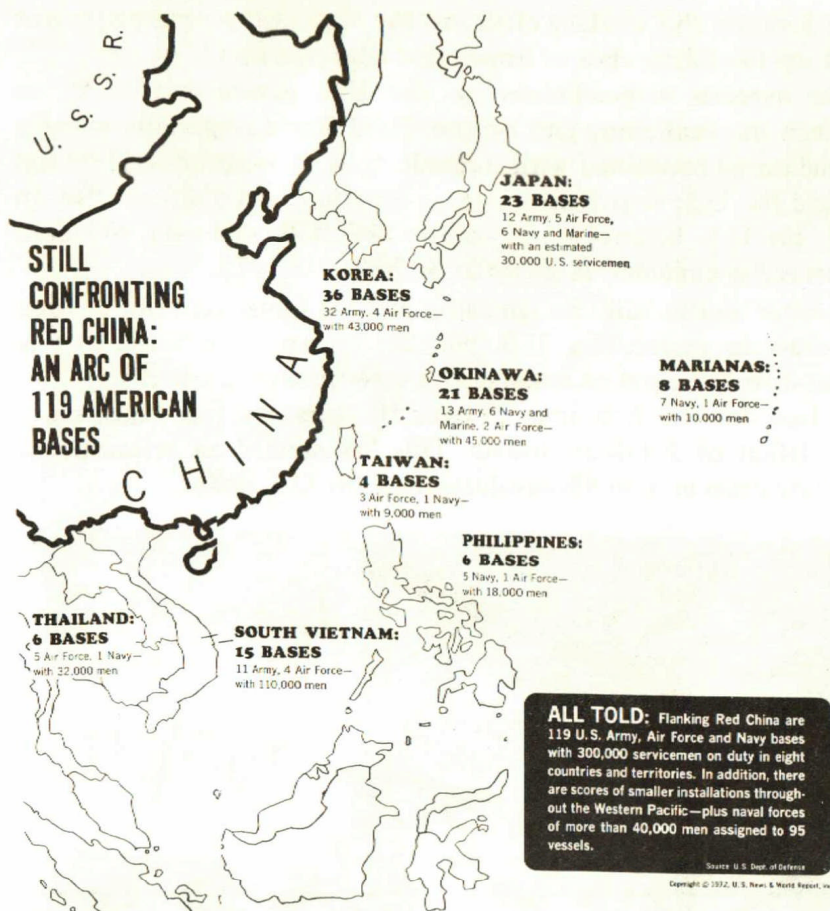 U. S. S. R.
STILL
CONFRONTING
RED CHINA:
AN ARC OF
119 AMERICAN
BASES
CHINA
JAPAN:
23 BASES
12 Army, 5 Air Force,
6 Navy and Marine—
with an estimated
30,000 U.S. servicemen
KOREA:
36 BASES
32 Army, 4 Air Force—
with 43,000 men
OKINAWA:
21 BASES
13 Army, 6 Navy and
Marine, 2 Air Force—
with 45,000 men
MARIANAS:
8 BASES
7 Navy, 1 Air Force—
with 10,000 men
TAIWAN:
4 BASES
3 Air Force, 1 Navy—
with 9,000 men
PHILIPPINES:
6 BASES
5 Navy, 1 Air Force—
with 18,000 men
THAILAND:
6 BASES
5 Air Force, 1 Navy—
with 32,000 men
SOUTH VIETNAM:
15 BASES
11 Army, 4 Air Force—
with 110,000 men
ALL TOLD: Flanking Red China are
119 U.S. Army, Air Force and Navy bases
with 300,000 servicemen on duty in eight
countries and territories. In addition, there
are scores of smaller installations through-
out the Western Pacific—plus naval forces
of more than 40,000 men assigned to 95
vessels.
Source: U.S. Dept. of Defense
Copyright © 1972, U.S. News & World Report, Inc